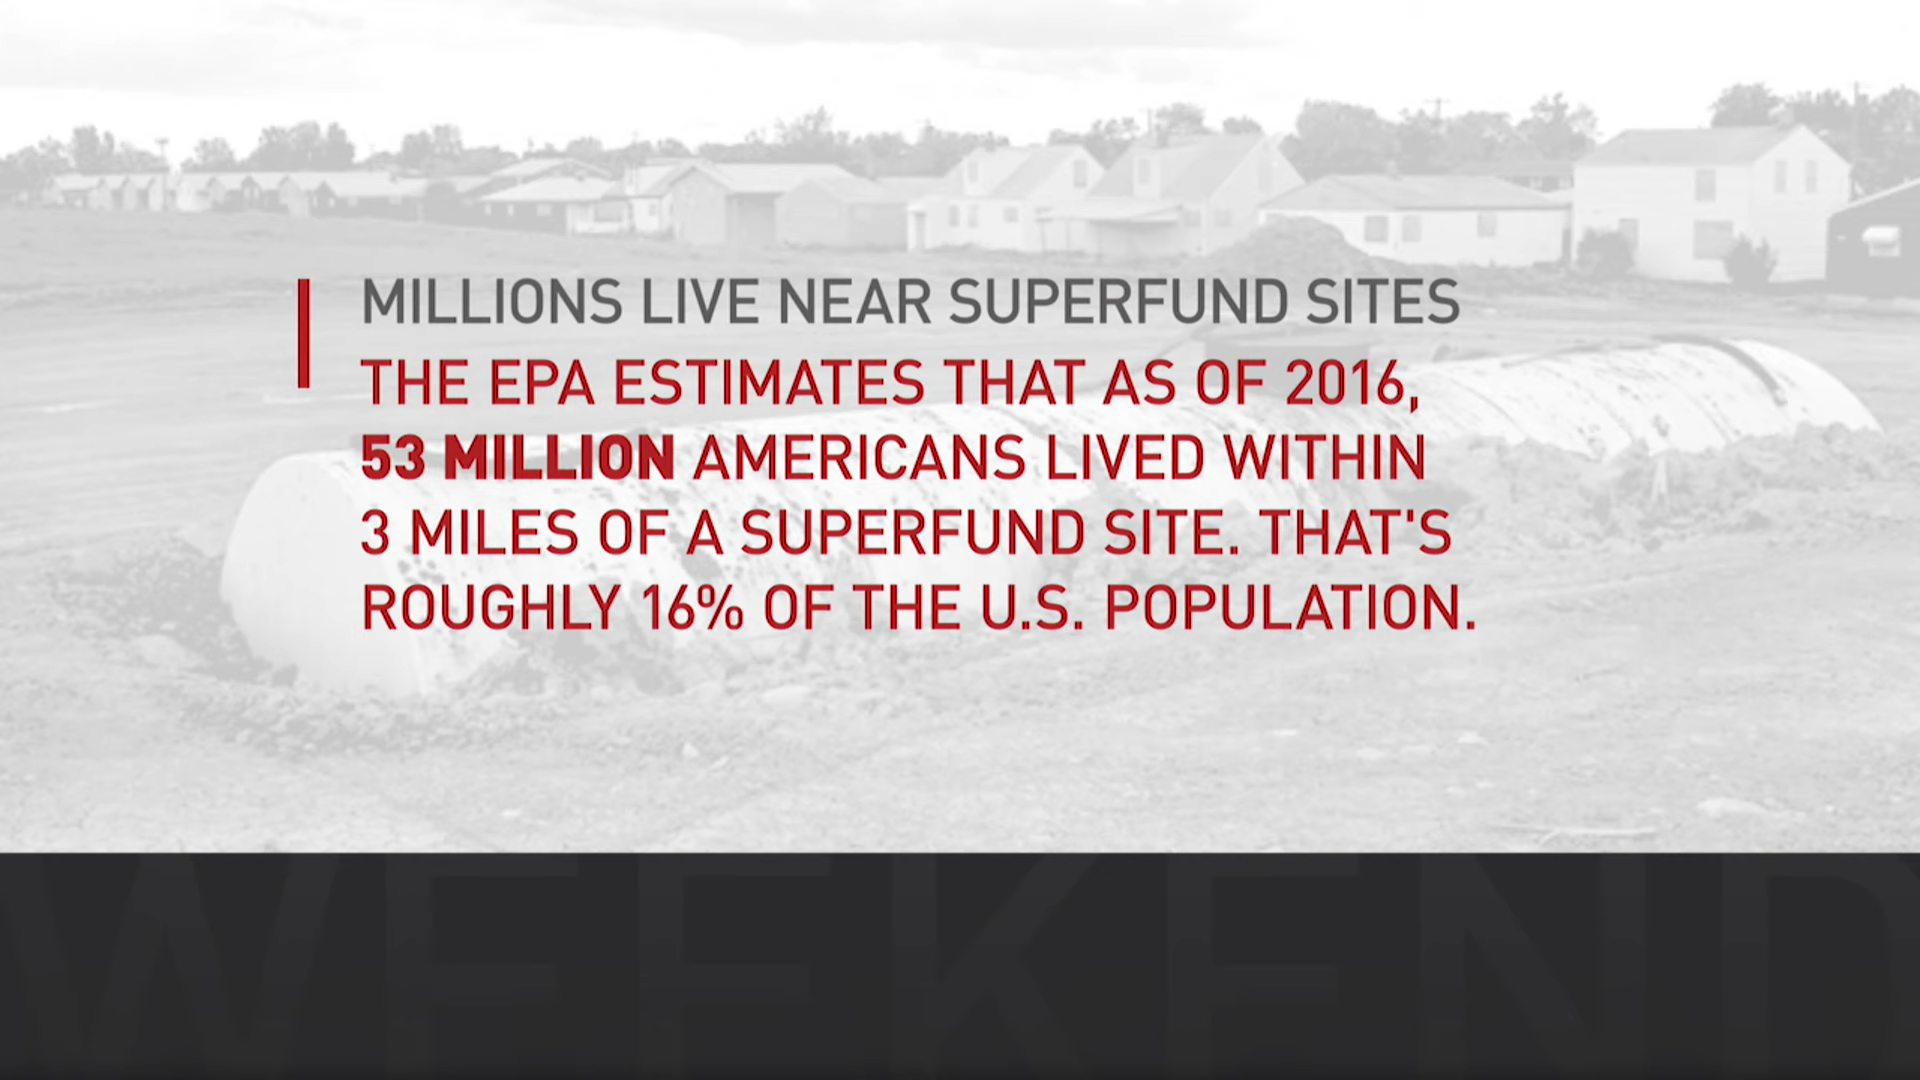 MILLIONS LIVE NEAR SUPERFUND SITES
THE EPA ESTIMATES THAT AS OF 2016,
53 MILLION AMERICANS LIVED WITHIN
3 MILES OF A SUPERFUND SITE. THAT'S
ROUGHLY 16% OF THE U.S. POPULATION.
WEEKEND